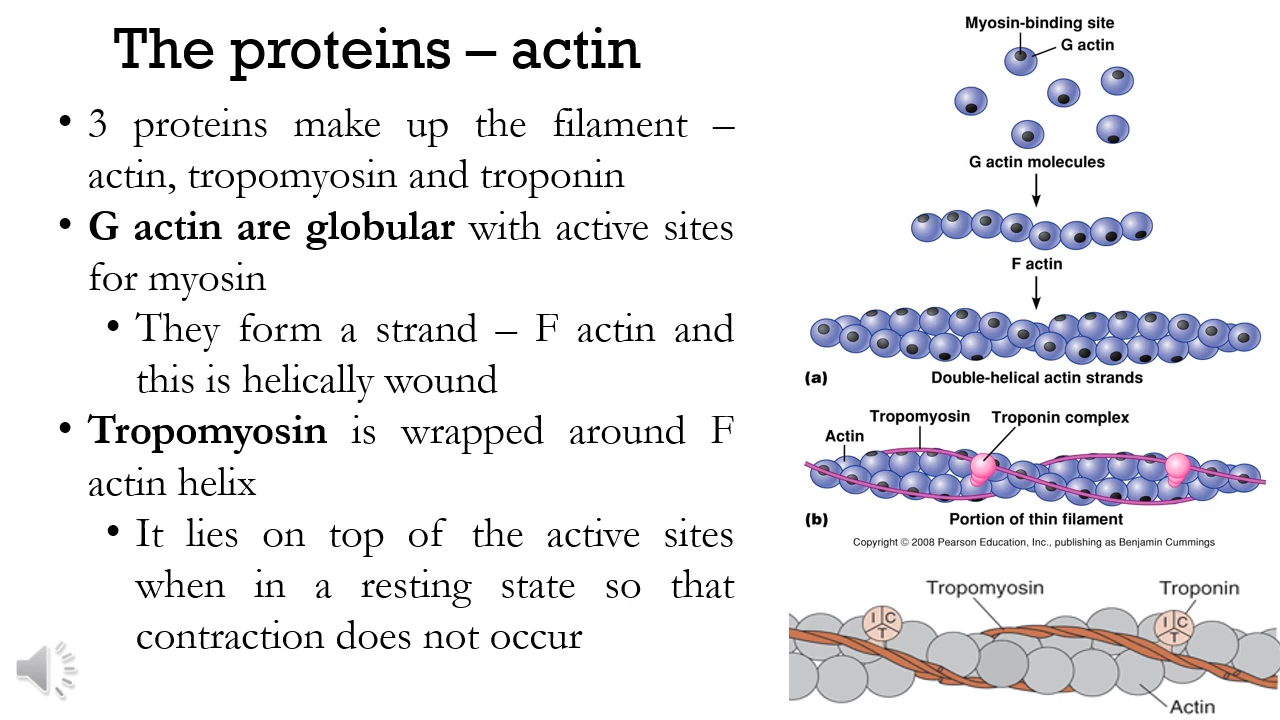 The proteins – actin
• 3 proteins make up the filament –
actin, tropomyosin and troponin
• G actin are globular with active sites
for myosin
• They form a strand – F actin and
this is helically wound
• Tropomyosin is wrapped around F
actin helix
• It lies on top of the active sites
when in a resting state so that
contraction does not occur
Myosin-binding site
G actin
G actin molecules
F actin
(a)
Double-helical actin strands
Tropomyosin
Troponin complex
Actin
(b)
Portion of thin filament
Copyright © 2008 Pearson Education, Inc., publishing as Benjamin Cummings
Tropomyosin
Troponin
I C
T
I C
T
Actin